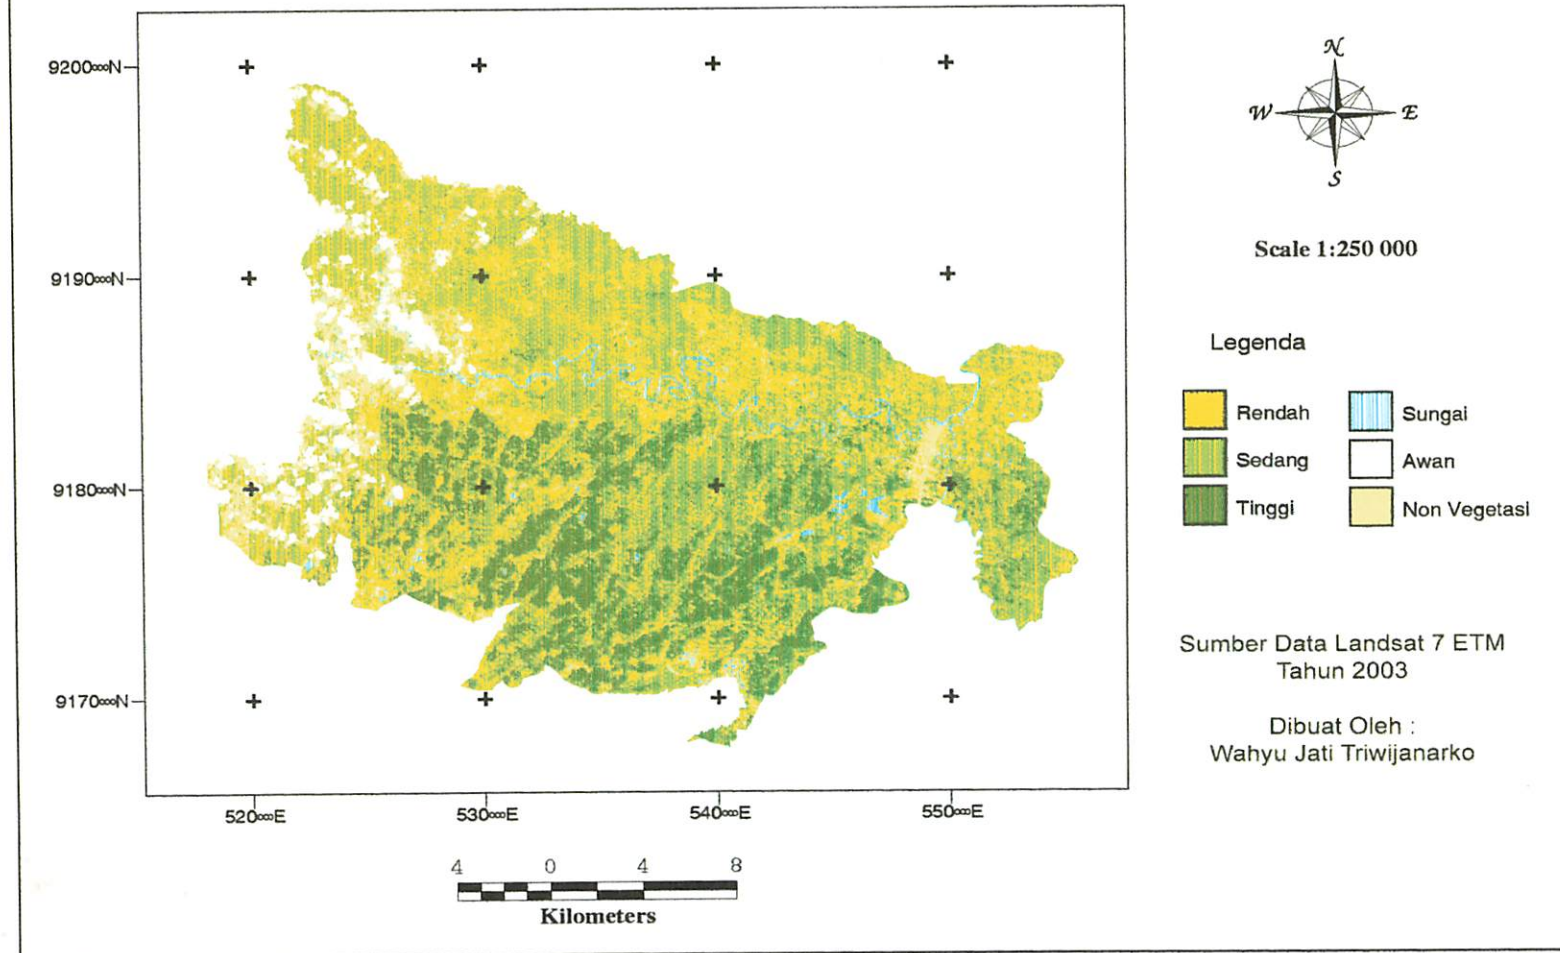 9200000N
9190000N
9180000N
9170000N
520000E
530000E
540000E
550000E
4 0 4 8
Kilometers
N
W E
S
Scale 1:250 000
Legenda
Rendah
Sedang
Tinggi
Sungai
Awan
Non Vegetasi
Sumber Data Landsat 7 ETM
Tahun 2003
Dibuat Oleh :
Wahyu Jati Triwijanarko